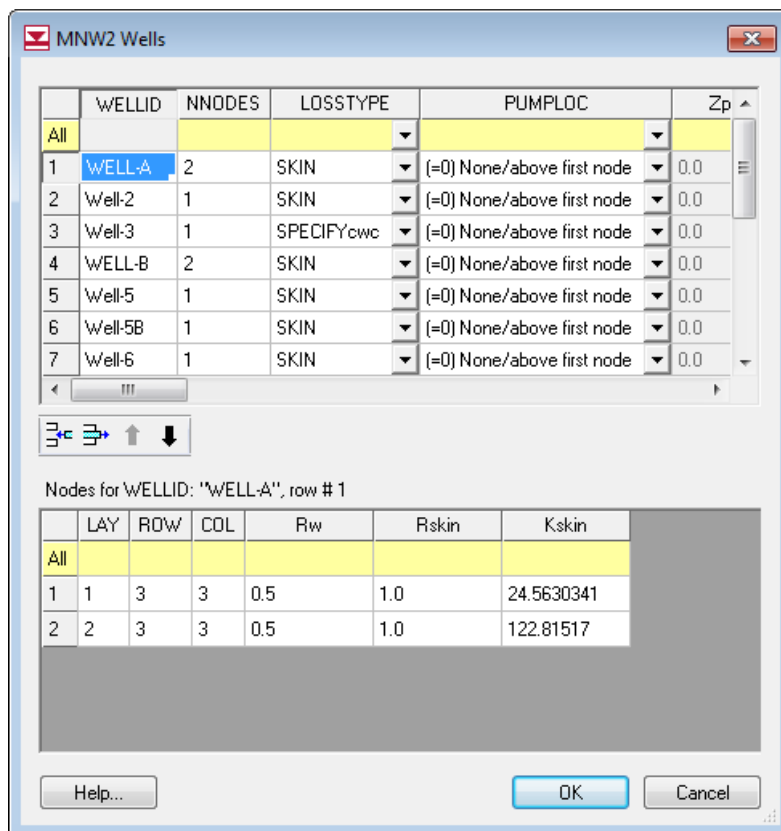 MNW2 Wells
WELLID NNODES LOSSTYPE PUMPLOC Zp
All
1 WELL-A 2 SKIN (=0) None/above first node 0.0
2 Well-2 1 SKIN (=0) None/above first node 0.0
3 Well-3 1 SPECIFYcwc (=0) None/above first node 0.0
4 WELL-B 2 SKIN (=0) None/above first node 0.0
5 Well-5 1 SKIN (=0) None/above first node 0.0
6 Well-5B 1 SKIN (=0) None/above first node 0.0
7 Well-6 1 SKIN (=0) None/above first node 0.0
Nodes for WELLID: "WELL-A", row # 1
LAY ROW COL Rw Rskin Kskin
All
1 1 3 3 0.5 1.0 24.5630341
2 2 3 3 0.5 1.0 122.81517
Help... OK Cancel